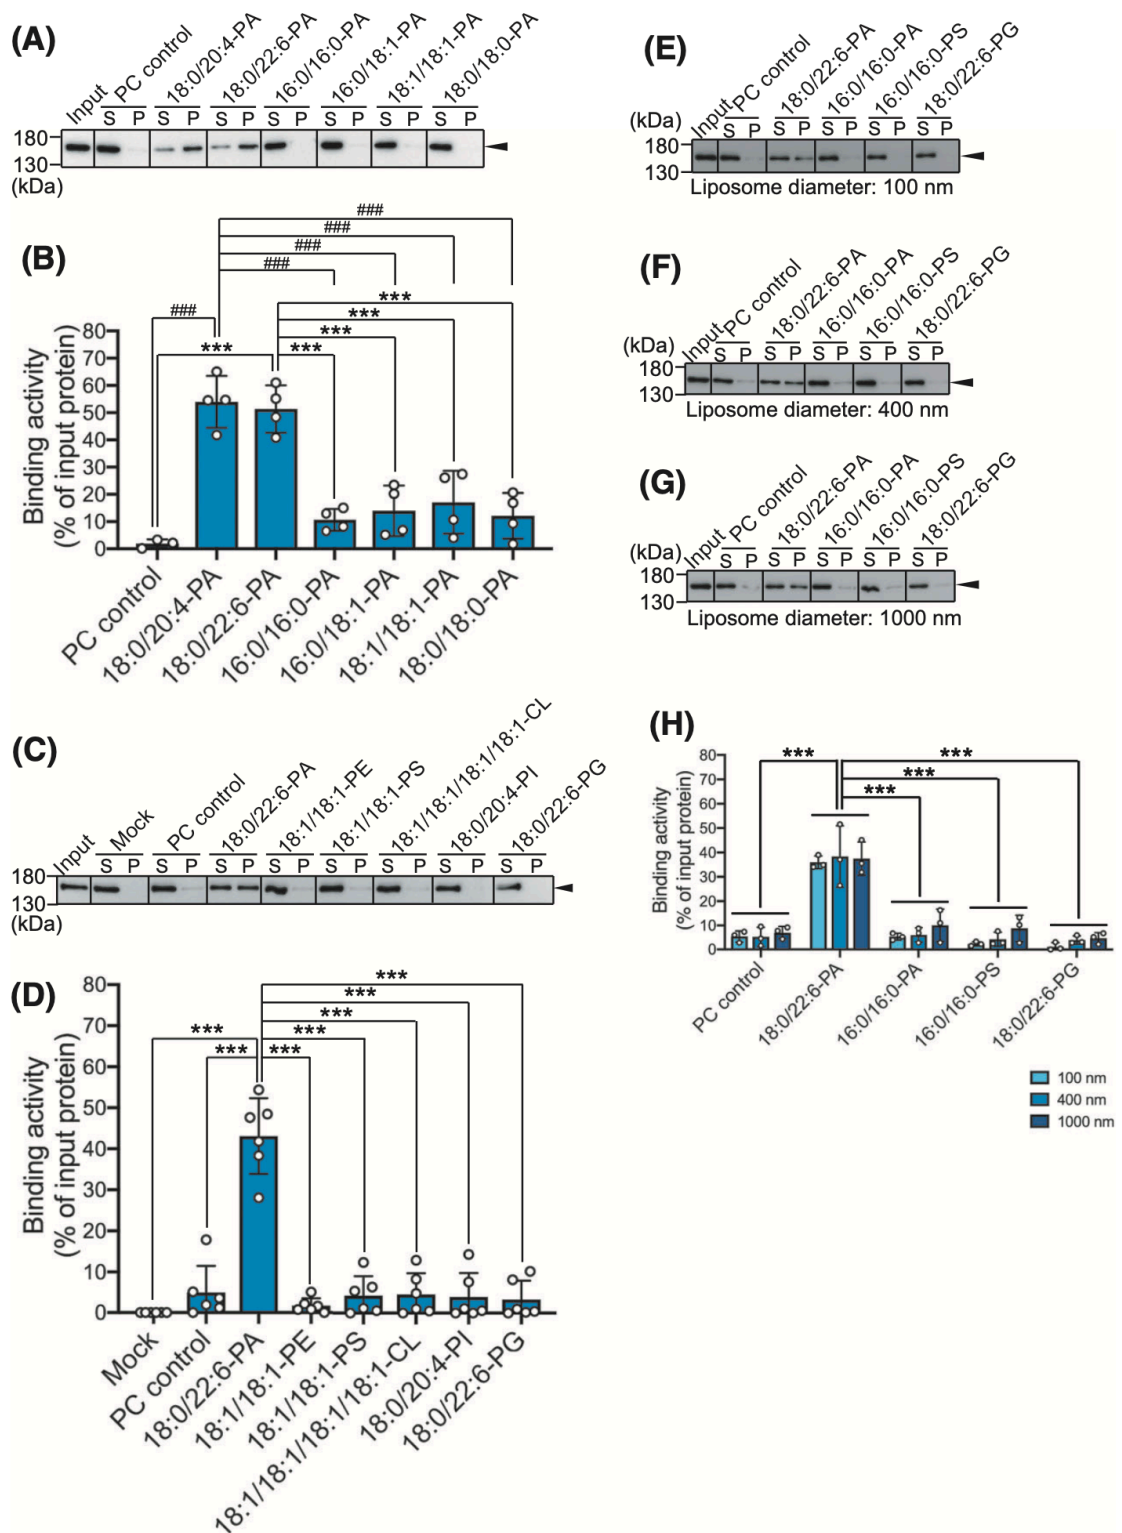 (A)
Input
PC control
18:0/20:4-PA
18:0/22:6-PA
16:0/16:0-PA
16:0/18:1-PA
18:1/18:1-PA
18:0/18:0-PA
S P S P S P S P S P S P S P
180
130
(kDa)
(B)
###
###
###
###
###
***
***
***
***
***
Binding activity
(% of input protein)
80
70
60
50
40
30
20
10
0
PC control
18:0/20:4-PA
18:0/22:6-PA
16:0/16:0-PA
16:0/18:1-PA
18:1/18:1-PA
18:0/18:0-PA
(C)
Input
Mock
PC control
18:0/22:6-PA
18:1/18:1-PE
18:1/18:1-PS
18:1/18:1/18:1/18:1-CL
18:0/20:4-PI
18:0/22:6-PG
S P S P S P S P S P S P S P S P
180
130
(kDa)
(D)
***
***
***
***
***
***
***
Binding activity
(% of input protein)
80
70
60
50
40
30
20
10
0
Mock
PC control
18:0/22:6-PA
18:1/18:1-PE
18:1/18:1-PS
18:1/18:1/18:1/18:1-CL
18:0/20:4-PI
18:0/22:6-PG
(E)
Input
PC control
18:0/22:6-PA
16:0/16:0-PA
16:0/16:0-PS
18:0/22:6-PG
(kDa)
S P S P S P S P S P
180
130
Liposome diameter: 100 nm
(F)
Input
PC control
18:0/22:6-PA
16:0/16:0-PA
16:0/16:0-PS
18:0/22:6-PG
(kDa)
S P S P S P S P S P
180
130
Liposome diameter: 400 nm
(G)
Input
PC control
18:0/22:6-PA
16:0/16:0-PA
16:0/16:0-PS
18:0/22:6-PG
(kDa)
S P S P S P S P S P
180
130
Liposome diameter: 1000 nm
(H)
***
***
***
***
Binding activity
(% of input protein)
80
70
60
50
40
30
20
10
0
PC control
18:0/22:6-PA
16:0/16:0-PA
16:0/16:0-PS
18:0/22:6-PG
100 nm
400 nm
1000 nm